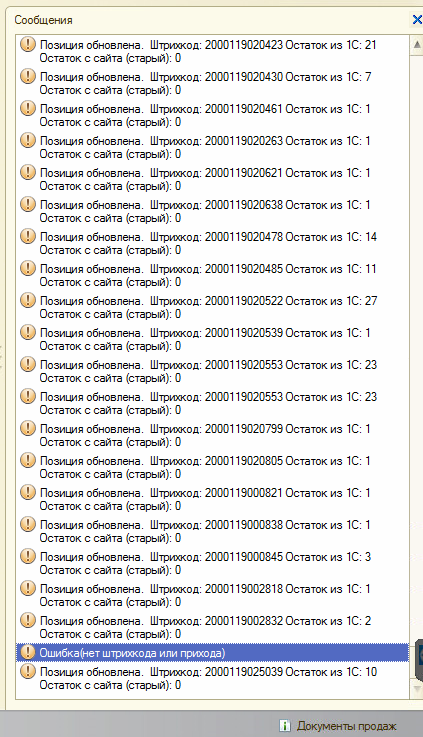 Сообщения
Позиция обновлена. Штрихкод: 2000119020423 Остаток из 1С: 21
Остаток с сайта (старый): 0
Позиция обновлена. Штрихкод: 2000119020430 Остаток из 1С: 7
Остаток с сайта (старый): 0
Позиция обновлена. Штрихкод: 2000119020461 Остаток из 1С: 1
Остаток с сайта (старый): 0
Позиция обновлена. Штрихкод: 2000119020263 Остаток из 1С: 1
Остаток с сайта (старый): 0
Позиция обновлена. Штрихкод: 2000119020621 Остаток из 1С: 1
Остаток с сайта (старый): 0
Позиция обновлена. Штрихкод: 2000119020638 Остаток из 1С: 1
Остаток с сайта (старый): 0
Позиция обновлена. Штрихкод: 2000119020478 Остаток из 1С: 14
Остаток с сайта (старый): 0
Позиция обновлена. Штрихкод: 2000119020485 Остаток из 1С: 11
Остаток с сайта (старый): 0
Позиция обновлена. Штрихкод: 2000119020522 Остаток из 1С: 27
Остаток с сайта (старый): 0
Позиция обновлена. Штрихкод: 2000119020539 Остаток из 1С: 1
Остаток с сайта (старый): 0
Позиция обновлена. Штрихкод: 2000119020553 Остаток из 1С: 23
Остаток с сайта (старый): 0
Позиция обновлена. Штрихкод: 2000119020553 Остаток из 1С: 23
Остаток с сайта (старый): 0
Позиция обновлена. Штрихкод: 2000119020799 Остаток из 1С: 1
Остаток с сайта (старый): 0
Позиция обновлена. Штрихкод: 2000119020805 Остаток из 1С: 1
Остаток с сайта (старый): 0
Позиция обновлена. Штрихкод: 2000119000821 Остаток из 1С: 1
Остаток с сайта (старый): 0
Позиция обновлена. Штрихкод: 2000119000838 Остаток из 1С: 1
Остаток с сайта (старый): 0
Позиция обновлена. Штрихкод: 2000119000845 Остаток из 1С: 3
Остаток с сайта (старый): 0
Позиция обновлена. Штрихкод: 2000119002818 Остаток из 1С: 1
Остаток с сайта (старый): 0
Позиция обновлена. Штрихкод: 2000119002832 Остаток из 1С: 2
Остаток с сайта (старый): 0
Ошибка(нет штрихкода или прихода)
Позиция обновлена. Штрихкод: 2000119025039 Остаток из 1С: 10
Остаток с сайта (старый): 0
Документы продаж